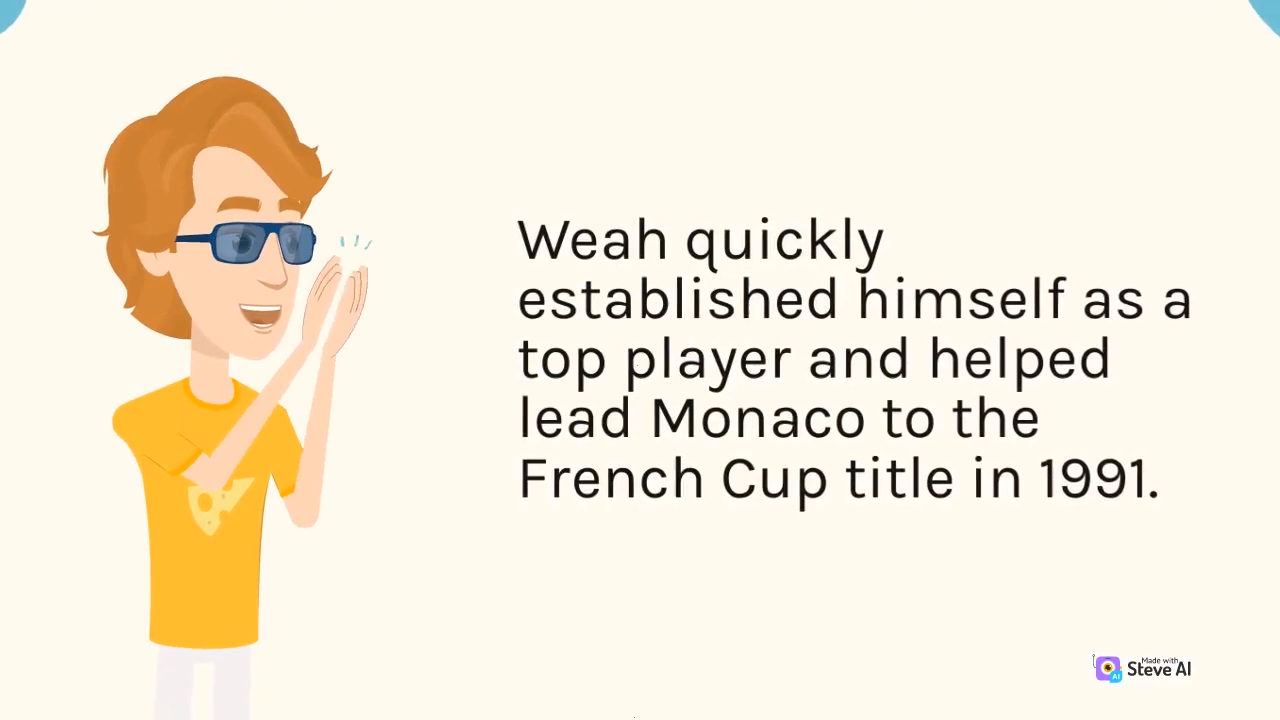 Weah quickly
established himself as a
top player and helped
lead Monaco to the
French Cup title in 1991.
Made with
Steve AI
AI